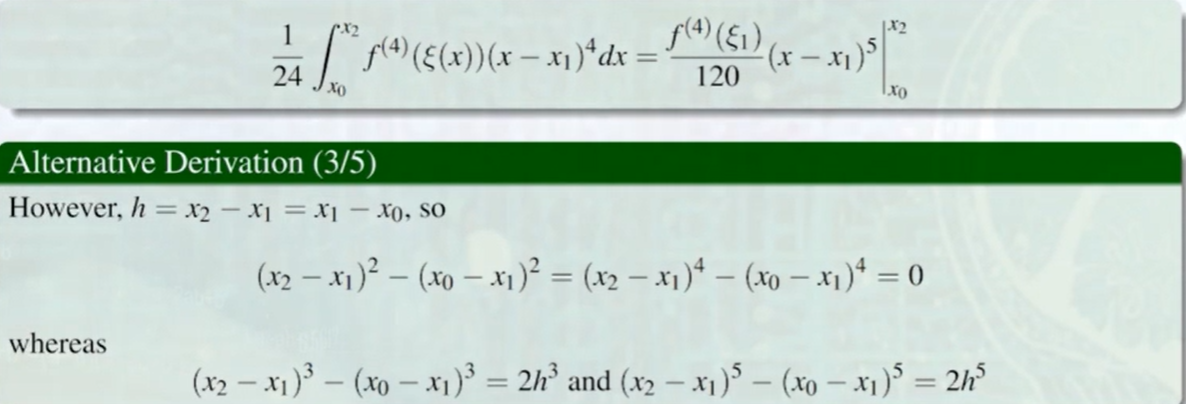 $$\frac{1}{24} \int_{x_0}^{x_2} f^{(4)}(\xi(x))(x - x_1)^4 dx = \frac{f^{(4)}(\xi_1)}{120}(x - x_1)^5 \Big|_{x_0}^{x_2}$$
Alternative Derivation (3/5)
However, $h = x_2 - x_1 = x_1 - x_0$, so
$$(x_2 - x_1)^2 - (x_0 - x_1)^2 = (x_2 - x_1)^4 - (x_0 - x_1)^4 = 0$$
whereas
$$(x_2 - x_1)^3 - (x_0 - x_1)^3 = 2h^3 \text{ and } (x_2 - x_1)^5 - (x_0 - x_1)^5 = 2h^5$$